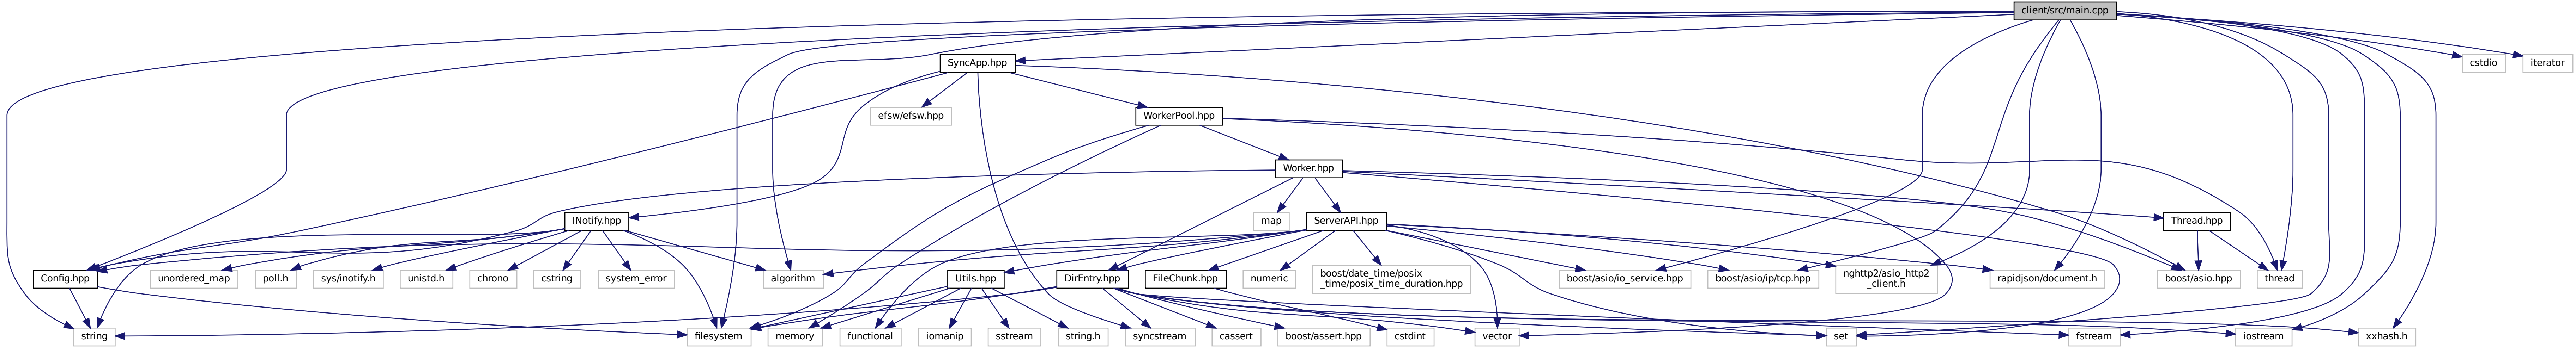 client/src/main.cpp
SyncApp.hpp
cstdio
iterator
efsw/efsw.hpp
WorkerPool.hpp
Worker.hpp
INotify.hpp
map
ServerAPI.hpp
Thread.hpp
Config.hpp
unordered_map
poll.h
sys/inotify.h
unistd.h
chrono
cstring
system_error
algorithm
Utils.hpp
DirEntry.hpp
FileChunk.hpp
numeric
boost/date_time/posix
_time/posix_time_duration.hpp
boost/asio/io_service.hpp
boost/asio/ip/tcp.hpp
nghttp2/asio_http2
_client.h
rapidjson/document.h
boost/asio.hpp
thread
string
filesystem
memory
functional
iomanip
sstream
string.h
syncstream
cassert
boost/assert.hpp
cstdint
vector
set
fstream
iostream
xxhash.h